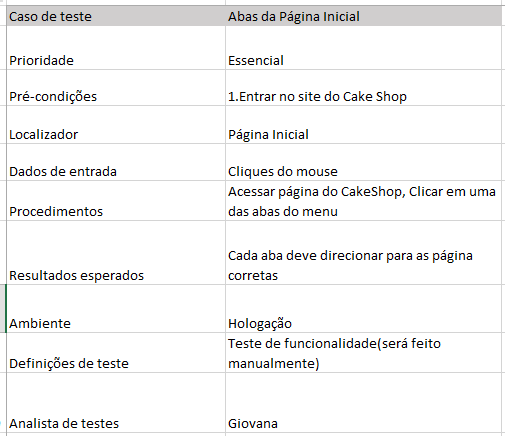 Caso de teste Abas da Página Inicial
Prioridade Essencial
Pré-condições 1.Entrar no site do Cake Shop
Localizador Página Inicial
Dados de entrada Cliques do mouse
Procedimentos Acessar página do CakeShop, Clicar em uma
das abas do menu
Resultados esperados Cada aba deve direcionar para as página
corretas
Ambiente Hologação
Definições de teste Teste de funcionalidade(será feito
manualmente)
Analista de testes Giovana